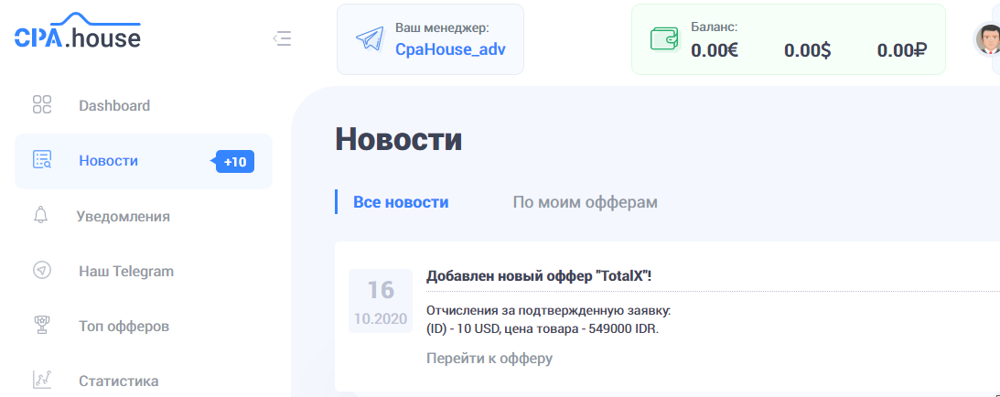 CPA.house
Ваш менеджер:
CpaHouse_adv
Баланс:
0.00€ 0.00$ 0.00₽
Dashboard
Новости +10
Уведомления
Наш Telegram
Топ офферов
Статистика
Новости
Все новости По моим офферам
16
10.2020
Добавлен новый оффер "TotalX"!
Отчисления за подтвержденную заявку:
(ID) - 10 USD, цена товара - 549000 IDR.
Перейти к офферу